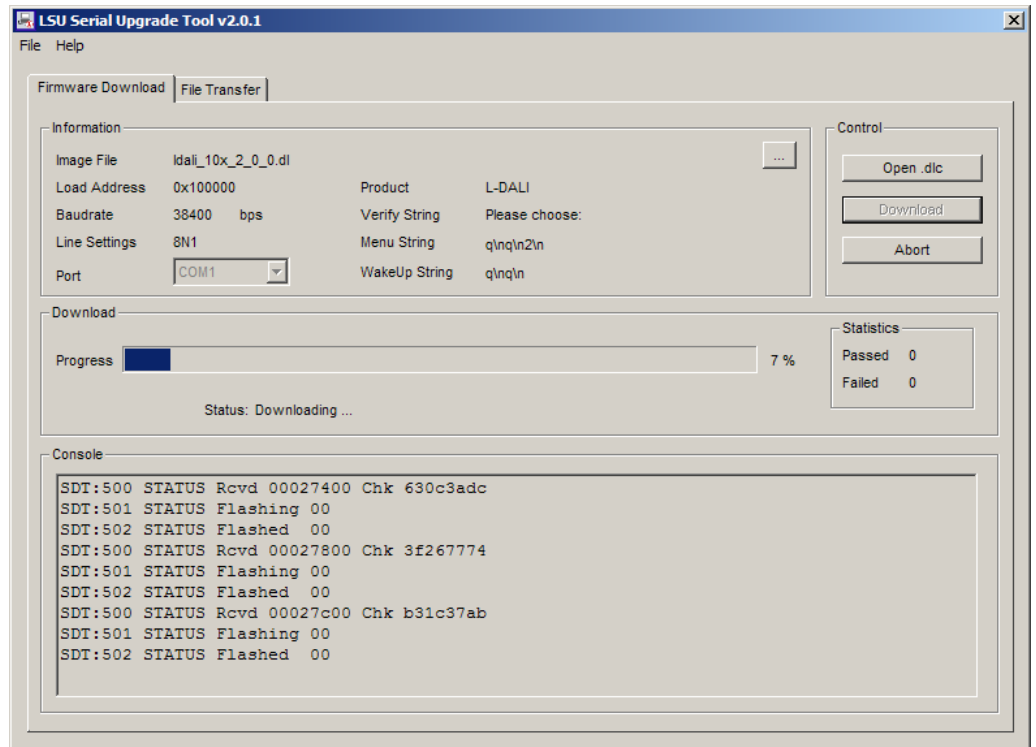 LSU Serial Upgrade Tool v2.0.1
File Help
Firmware Download File Transfer
Information
Image File ldali_10x_2_0_0.dl ...
Load Address 0x100000 Product L-DALI
Baudrate 38400 bps Verify String Please choose:
Line Settings 8N1 Menu String q\nq\n2\n
Port COM1 WakeUp String q\nq\n
Control
Open .dlc
Download
Abort
Download
Progress 7 %
Status: Downloading ...
Statistics
Passed 0
Failed 0
Console
SDT:500 STATUS Rcvd 00027400 Chk 630c3adc
SDT:501 STATUS Flashing 00
SDT:502 STATUS Flashed  00
SDT:500 STATUS Rcvd 00027800 Chk 3f267774
SDT:501 STATUS Flashing 00
SDT:502 STATUS Flashed  00
SDT:500 STATUS Rcvd 00027c00 Chk b31c37ab
SDT:501 STATUS Flashing 00
SDT:502 STATUS Flashed  00